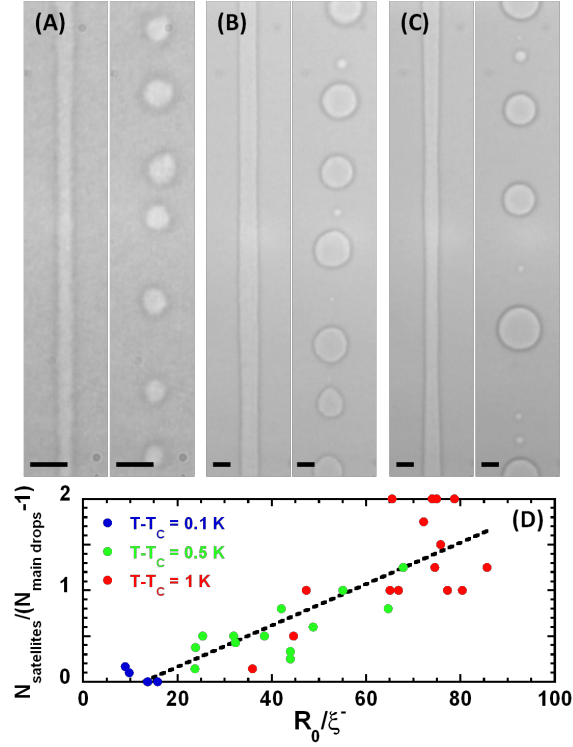 (A) (B) (C)
2
(D)
T-T_C = 0.1 K
T-T_C = 0.5 K
T-T_C = 1 K
1
0
0 20 40 60 80 100
N_satellites/(N_main drops-1)
R_0/ξ^-